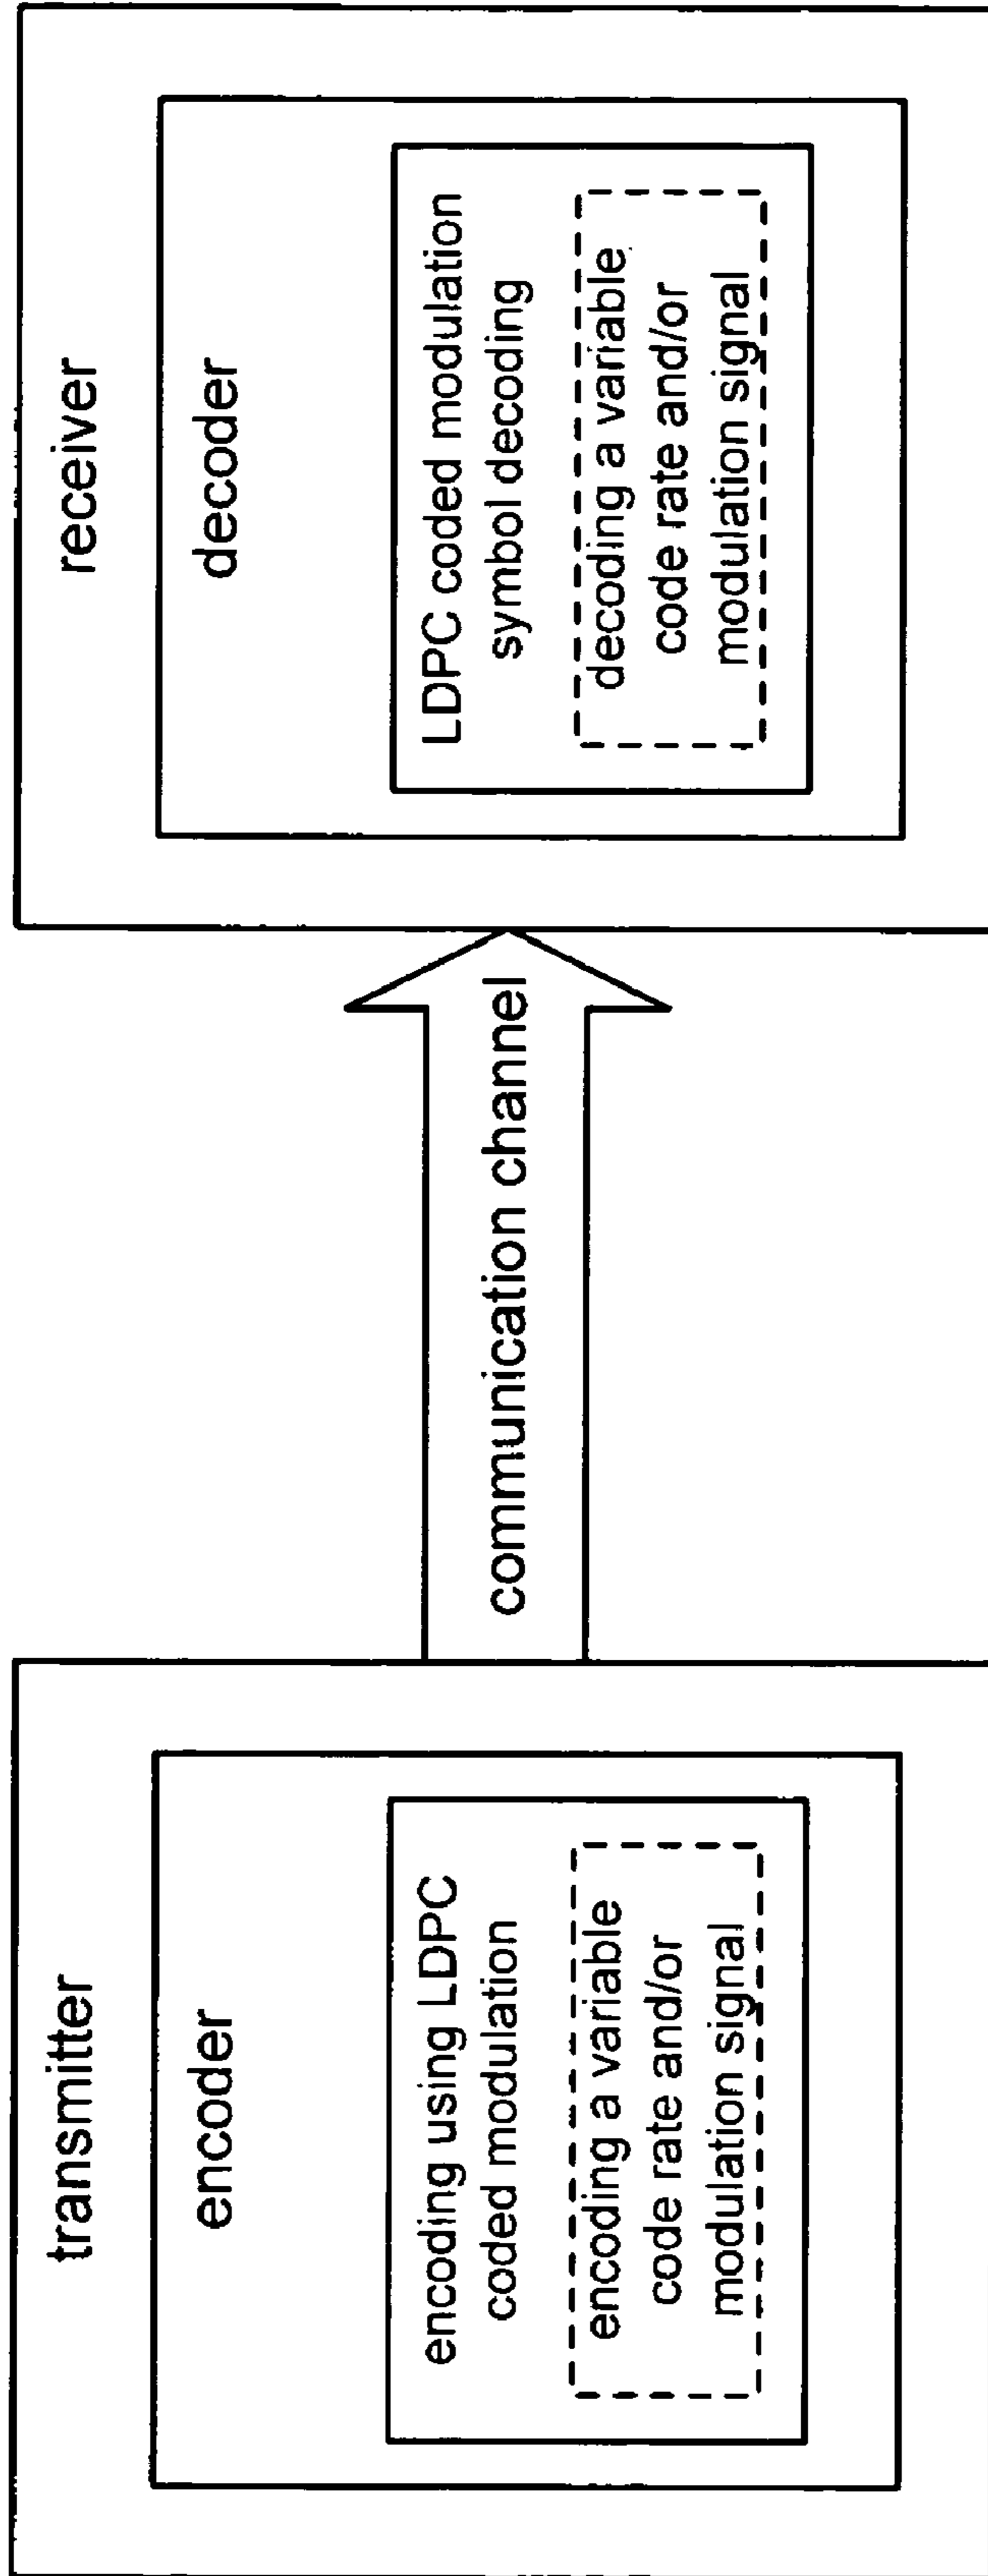 transmitter
encoder
encoding using LDPC
coded modulation
encoding a variable
code rate and/or
modulation signal
communication channel
receiver
decoder
LDPC coded modulation
symbol decoding
decoding a variable
code rate and/or
modulation signal